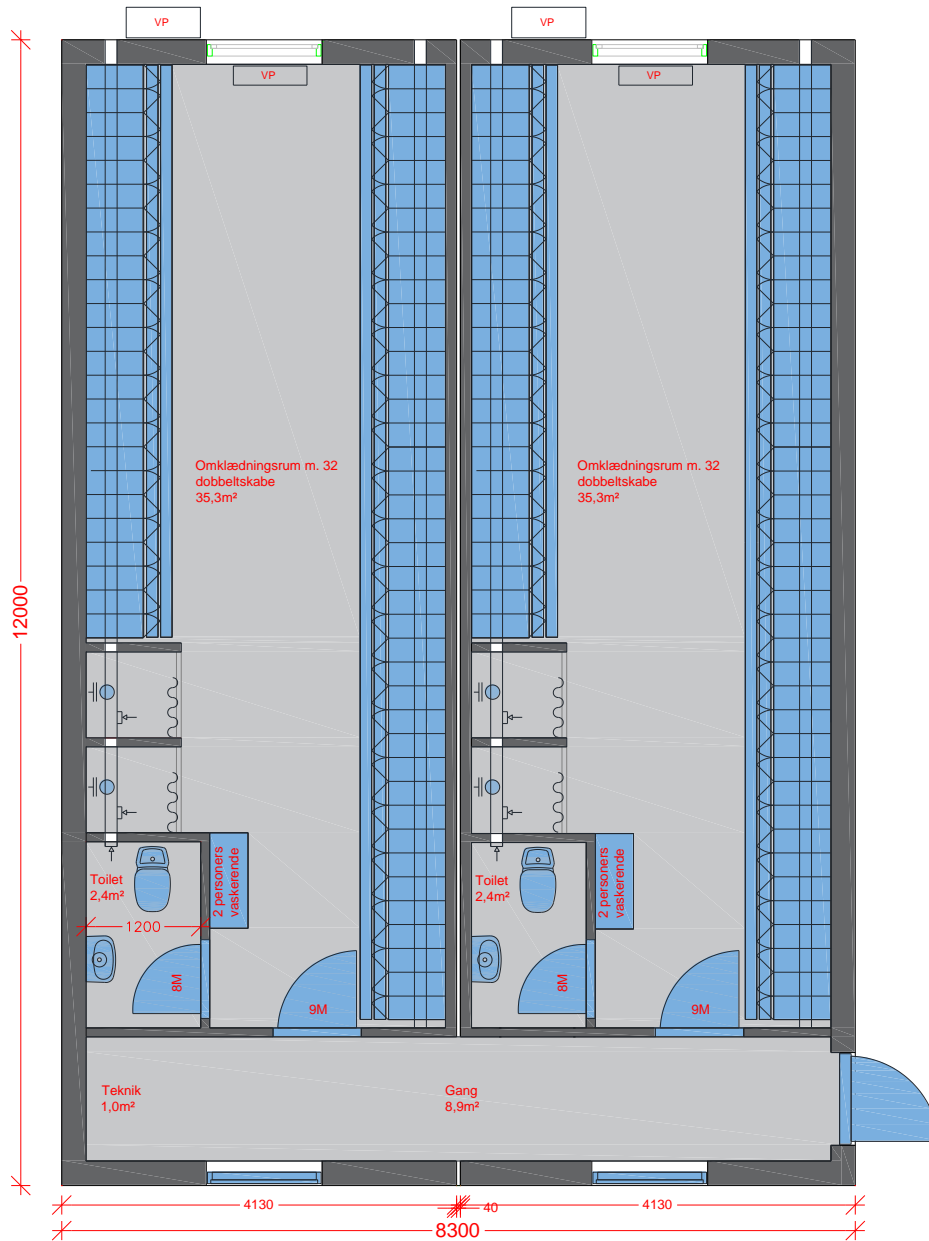 VP
VP
VP
VP
Omklædningsrum m. 32
dobbeltskabe
35,3m²
Omklædningsrum m. 32
dobbeltskabe
35,3m²
12000
Toilet
2,4m²
1200
2 personers
vaskerende
8M
9M
Toilet
2,4m²
2 personers
vaskerende
8M
9M
Teknik
1,0m²
Gang
8,9m²
4130
40
4130
8300